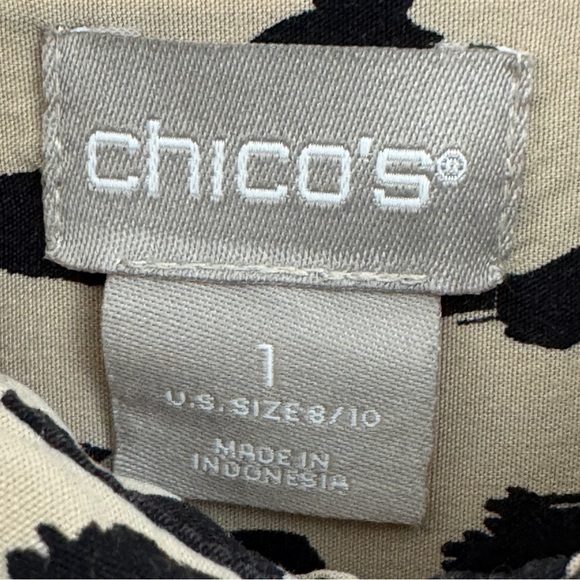 chico's®
1
U.S. SIZE 8/10
MADE IN
INDONESIA